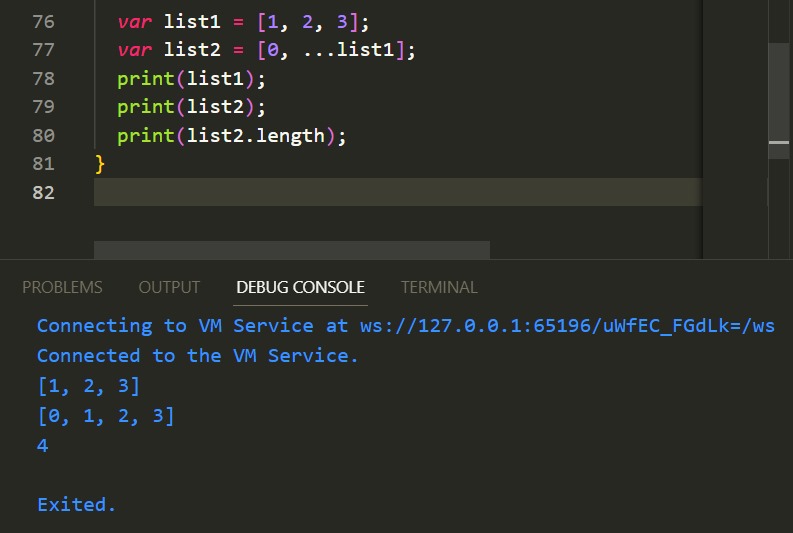 76 var list1 = [1, 2, 3];
77 var list2 = [0, ...list1];
78 print(list1);
79 print(list2);
80 print(list2.length);
81 }
82
PROBLEMS OUTPUT DEBUG CONSOLE TERMINAL
Connecting to VM Service at ws://127.0.0.1:65196/uWfEC_FGdLk=/ws
Connected to the VM Service.
[1, 2, 3]
[0, 1, 2, 3]
4
Exited.